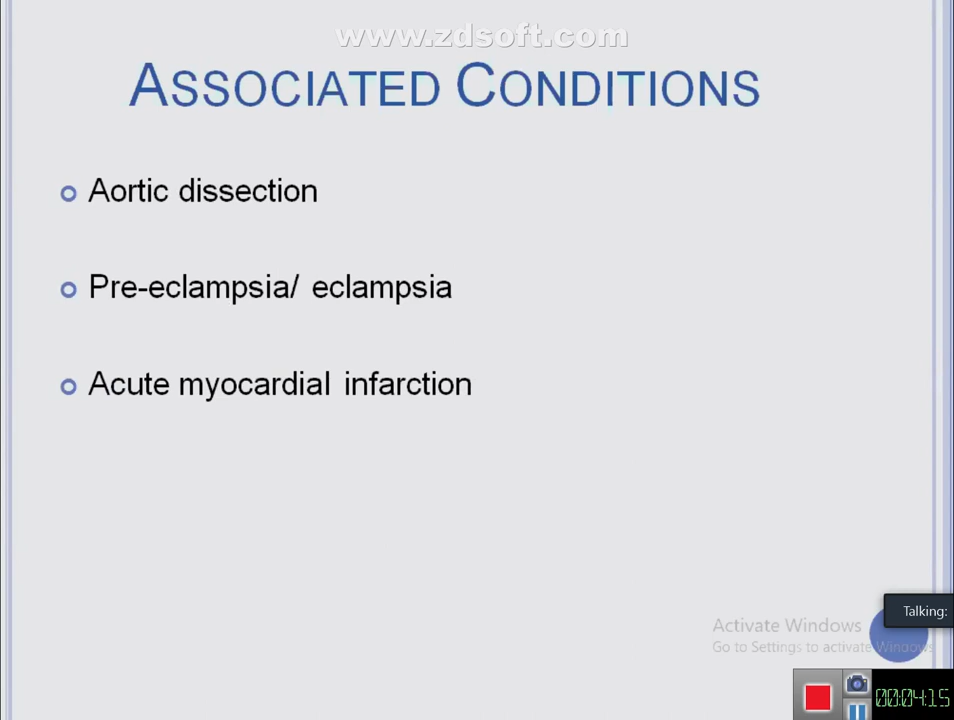 www.zdsoft.com
ASSOCIATED CONDITIONS
Aortic dissection
Pre-eclampsia/ eclampsia
Acute myocardial infarction
Talking:
Activate Windows
Go to Settings to activate Windows
00:04:15